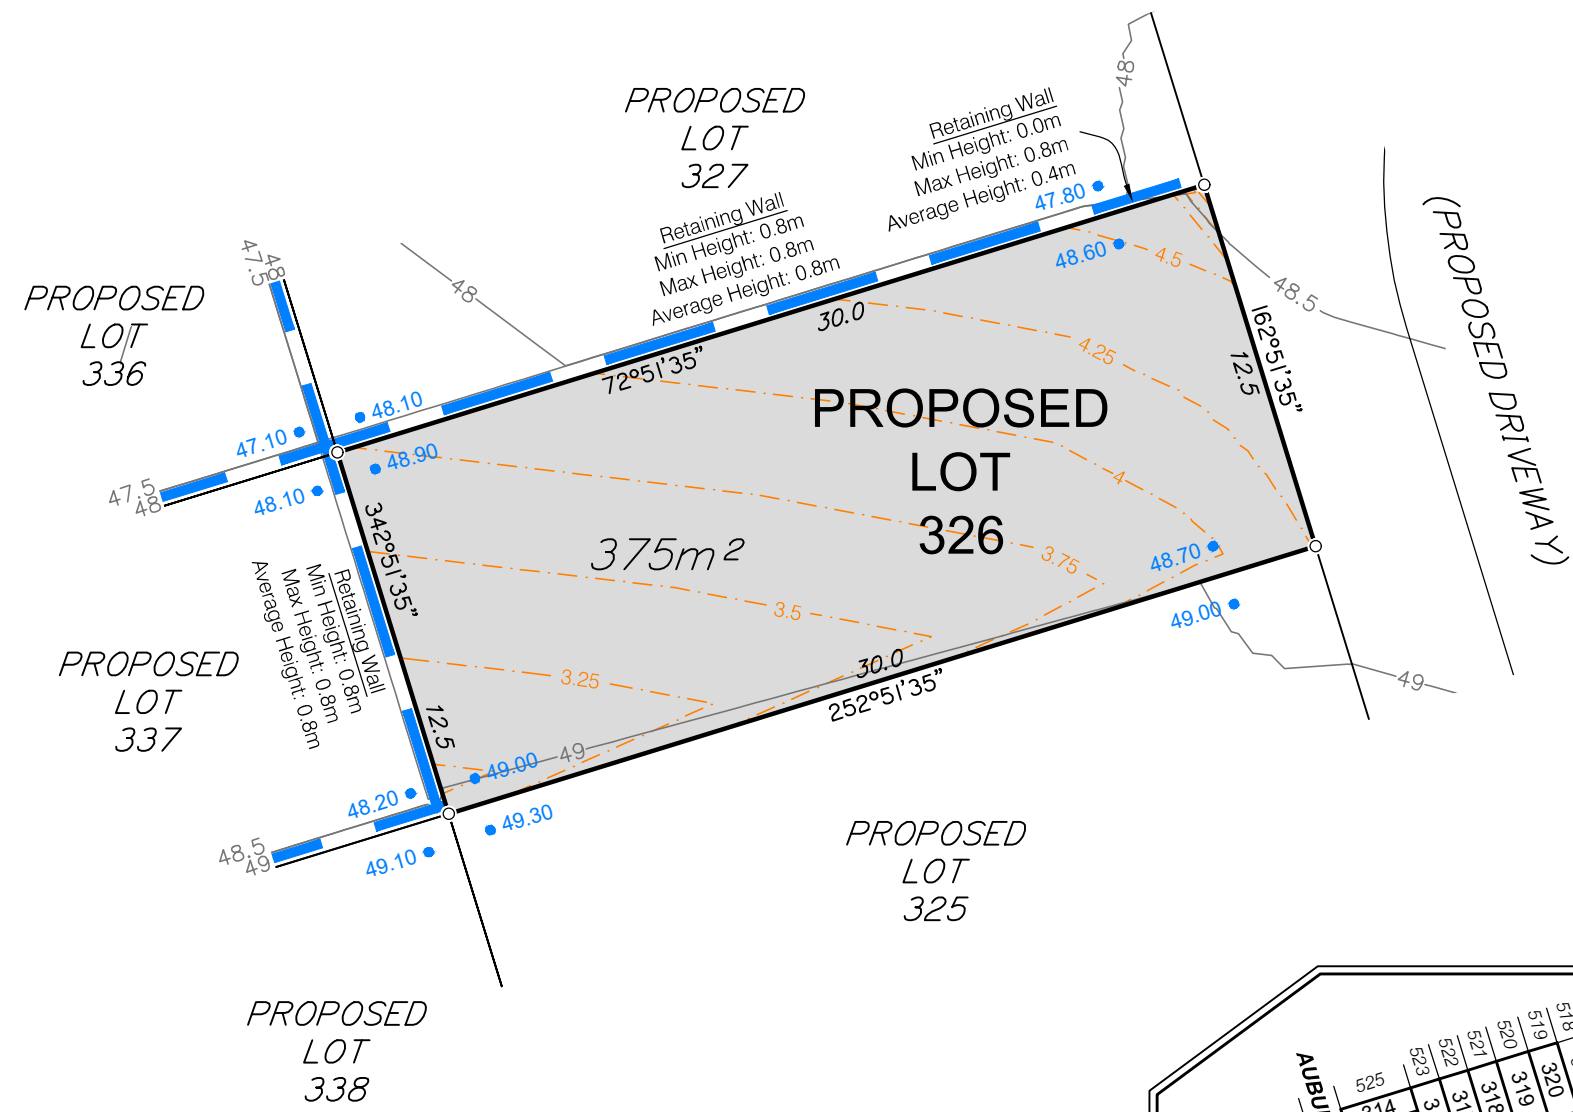 PROPOSED
LOT
327
Retaining Wall
Min Height: 0.0m
Max Height: 0.8m
Average Height: 0.4m
48
47.80
48.60
4.5
48.5
(PROPOSED DRIVEWAY)
Retaining Wall
Min Height: 0.8m
Max Height: 0.8m
Average Height: 0.8m
48
47.5
48
PROPOSED
LOT
336
30.0
72°51'35"
4.25
162°51'35"
12.5
PROPOSED
LOT
326
375m²
48.10
47.10
48.90
48.10
47.5
48
342°51'35"
12.5
Retaining Wall
Min Height: 0.8m
Max Height: 0.8m
Average Height: 0.8m
4
3.75
3.5
3.25
48.70
49.00
49
30.0
252°51'35"
PROPOSED
LOT
337
49
49.00
48.20
49.30
49.10
48.5
49
PROPOSED
LOT
325
PROPOSED
LOT
338
525
523
522
521
520
519
518
314
318
319
320